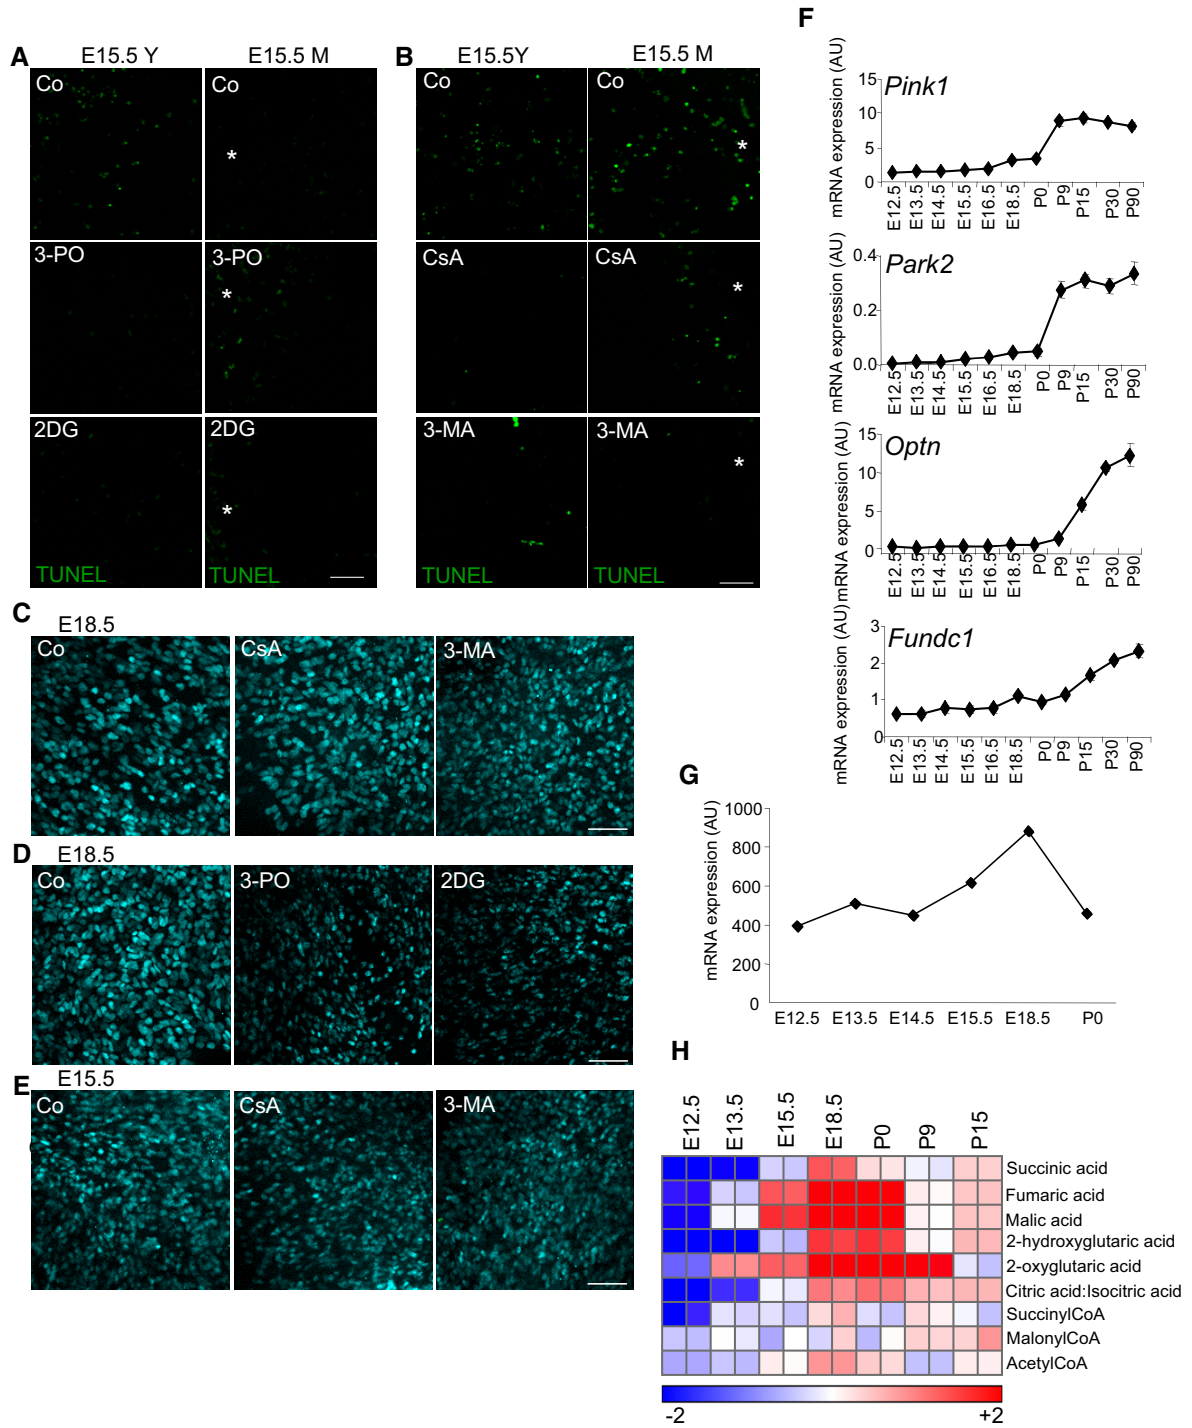 A
E15.5 Y
E15.5 M
Co
Co
*
3-PO
3-PO
*
2DG
2DG
*
TUNEL
TUNEL
B
E15.5Y
E15.5 M
Co
Co
*
CsA
CsA
*
3-MA
3-MA
*
TUNEL
TUNEL
C
E18.5
Co
CsA
3-MA
D
E18.5
Co
3-PO
2DG
E
E15.5
Co
CsA
3-MA
F
mRNA expression (AU)
Pink1
15
10
5
0
E12.5 E13.5 E14.5 E15.5 E16.5 E18.5 P0 P9 P15 P30 P90
mRNA expression (AU)
Park2
0.4
0.2
0.0
E12.5 E13.5 E14.5 E15.5 E16.5 E18.5 P0 P9 P15 P30 P90
mRNA expression (AU)
Optn
15
10
5
0
E12.5 E13.5 E14.5 E15.5 E16.5 E18.5 P0 P9 P15 P30 P90
mRNA expression (AU)
Fundc1
3
2
1
0
E12.5 E13.5 E14.5 E15.5 E16.5 E18.5 P0 P9 P15 P30 P90
G
mRNA expression (AU)
1000
800
600
400
200
0
E12.5 E13.5 E14.5 E15.5 E18.5 P0
H
E12.5 E13.5 E15.5 E18.5 P0 P9 P15
Succinic acid
Fumaric acid
Malic acid
2-hydroxyglutaric acid
2-oxyglutaric acid
Citric acid:Isocitric acid
SuccinylCoA
MalonylCoA
AcetylCoA
-2 +2